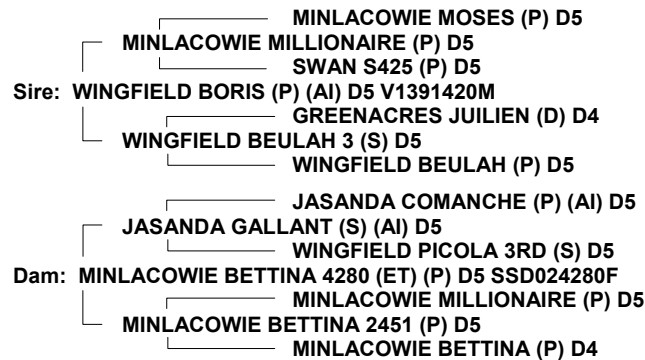 MINLACOWIE MOSES (P) D5
MINLACOWIE MILLIONAIRE (P) D5
SWAN S425 (P) D5
Sire: WINGFIELD BORIS (P) (AI) D5 V1391420M
GREENACRES JUILIEN (D) D4
WINGFIELD BEULAH 3 (S) D5
WINGFIELD BEULAH (P) D5
JASANDA COMANCHE (P) (AI) D5
JASANDA GALLANT (S) (AI) D5
WINGFIELD PICOLA 3RD (S) D5
Dam: MINLACOWIE BETTINA 4280 (ET) (P) D5 SSD024280F
MINLACOWIE MILLIONAIRE (P) D5
MINLACOWIE BETTINA 2451 (P) D5
MINLACOWIE BETTINA (P) D4